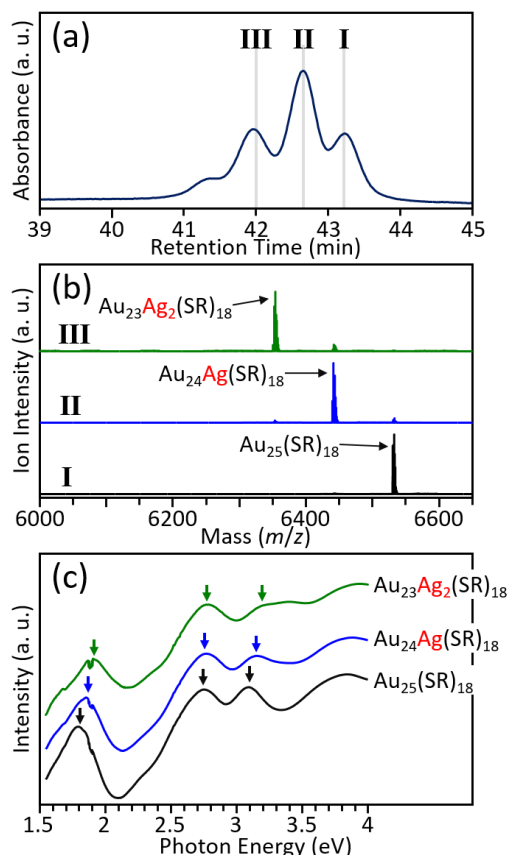 (a)
III II I
Absorbance (a. u.)
39 40 41 42 43 44 45
Retention Time (min)
(b)
Au₂₃Ag₂(SR)₁₈
III
Au₂₄Ag(SR)₁₈
II
Au₂₅(SR)₁₈
I
Ion Intensity (a. u.)
6000 6200 6400 6600
Mass (m/z)
(c)
Au₂₃Ag₂(SR)₁₈
Au₂₄Ag(SR)₁₈
Au₂₅(SR)₁₈
Intensity (a. u.)
1.5 2 2.5 3 3.5 4
Photon Energy (eV)